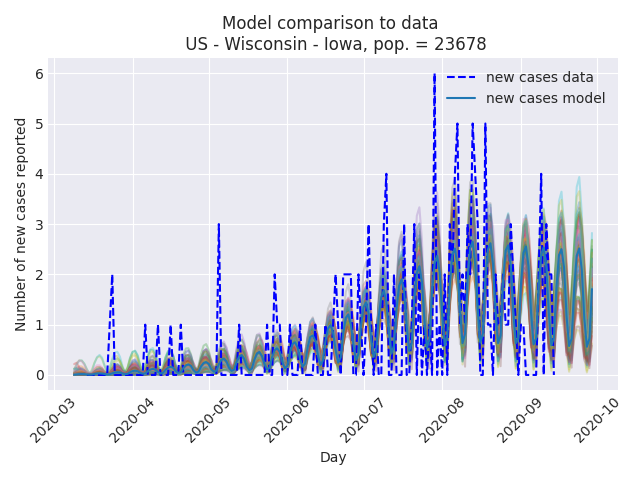 Model comparison to data
US - Wisconsin - Iowa, pop. = 23678
new cases data
new cases model
Number of new cases reported
6
5
4
3
2
1
0
2020-03
2020-04
2020-05
2020-06
2020-07
2020-08
2020-09
2020-10
Day